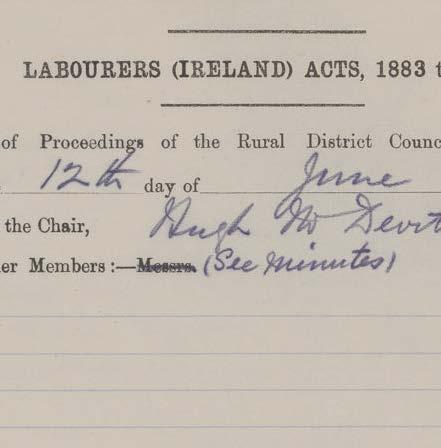 LABOURERS (IRELAND) ACTS, 1883 t
of Proceedings of the Rural District Counc
12th day of June
the Chair, Hugh Mc Devit
er Members:—Messrs. (See minutes)